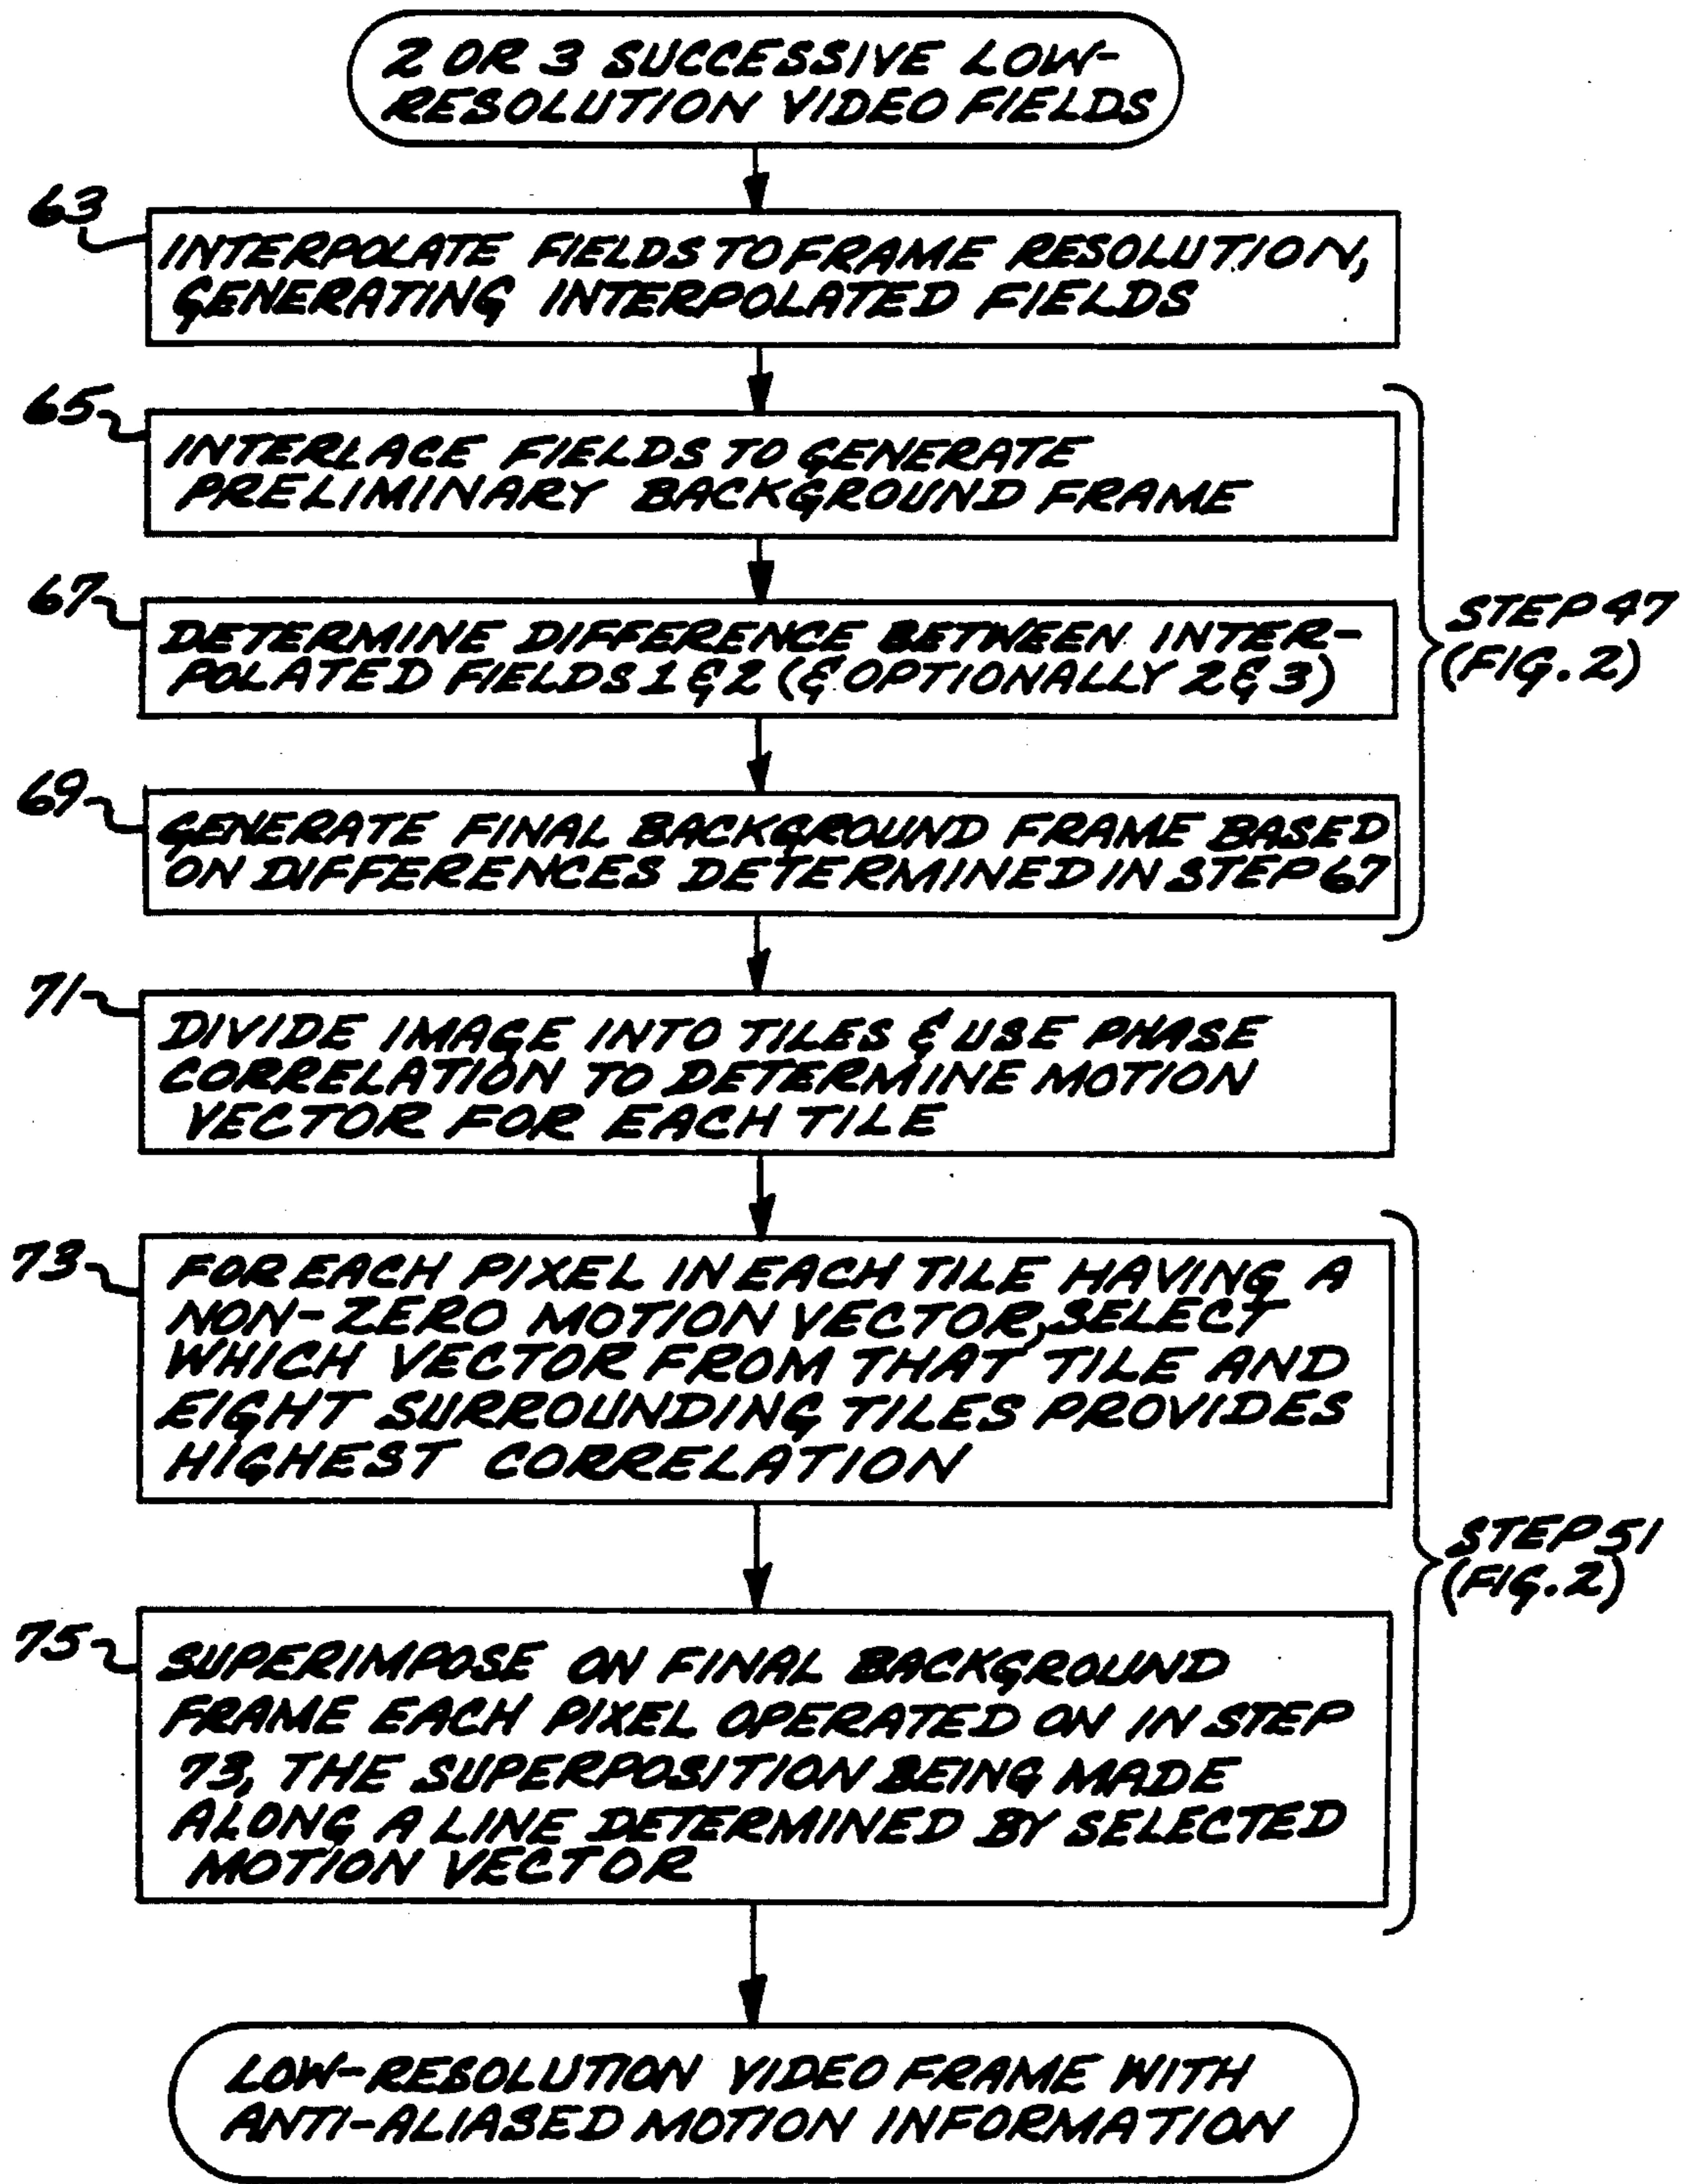 2 OR 3 SUCCESSIVE LOW-
RESOLUTION VIDEO FIELDS
63
INTERPOLATE FIELDS TO FRAME RESOLUTION,
GENERATING INTERPOLATED FIELDS
65
INTERLACE FIELDS TO GENERATE
PRELIMINARY BACKGROUND FRAME
67
DETERMINE DIFFERENCE BETWEEN INTER-
POLATED FIELDS 1 & 2 (& OPTIONALLY 2 & 3)
STEP 47
(FIG. 2)
69
GENERATE FINAL BACKGROUND FRAME BASED
ON DIFFERENCES DETERMINED IN STEP 67
71
DIVIDE IMAGE INTO TILES & USE PHASE
CORRELATION TO DETERMINE MOTION
VECTOR FOR EACH TILE
73
FOR EACH PIXEL IN EACH TILE HAVING A
NON-ZERO MOTION VECTOR, SELECT
WHICH VECTOR FROM THAT TILE AND
EIGHT SURROUNDING TILES PROVIDES
HIGHEST CORRELATION
STEP 51
(FIG. 2)
75
SUPERIMPOSE ON FINAL BACKGROUND
FRAME EACH PIXEL OPERATED ON IN STEP
73, THE SUPERPOSITION BEING MADE
ALONG A LINE DETERMINED BY SELECTED
MOTION VECTOR
LOW-RESOLUTION VIDEO FRAME WITH
ANTI-ALIASED MOTION INFORMATION